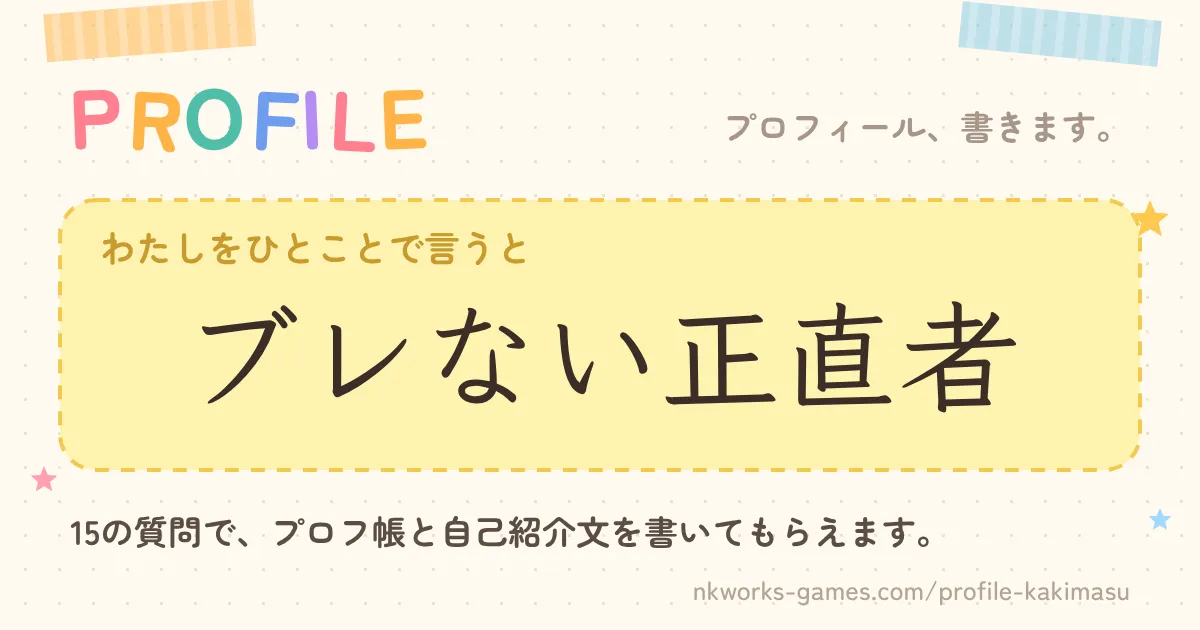 PROFILE
プロフィール、書きます。
わたしをひとことで言うと
ブレない正直者
15の質問で、プロフ帳と自己紹介文を書いてもらえます。
nkworks-games.com/profile-kakimasu